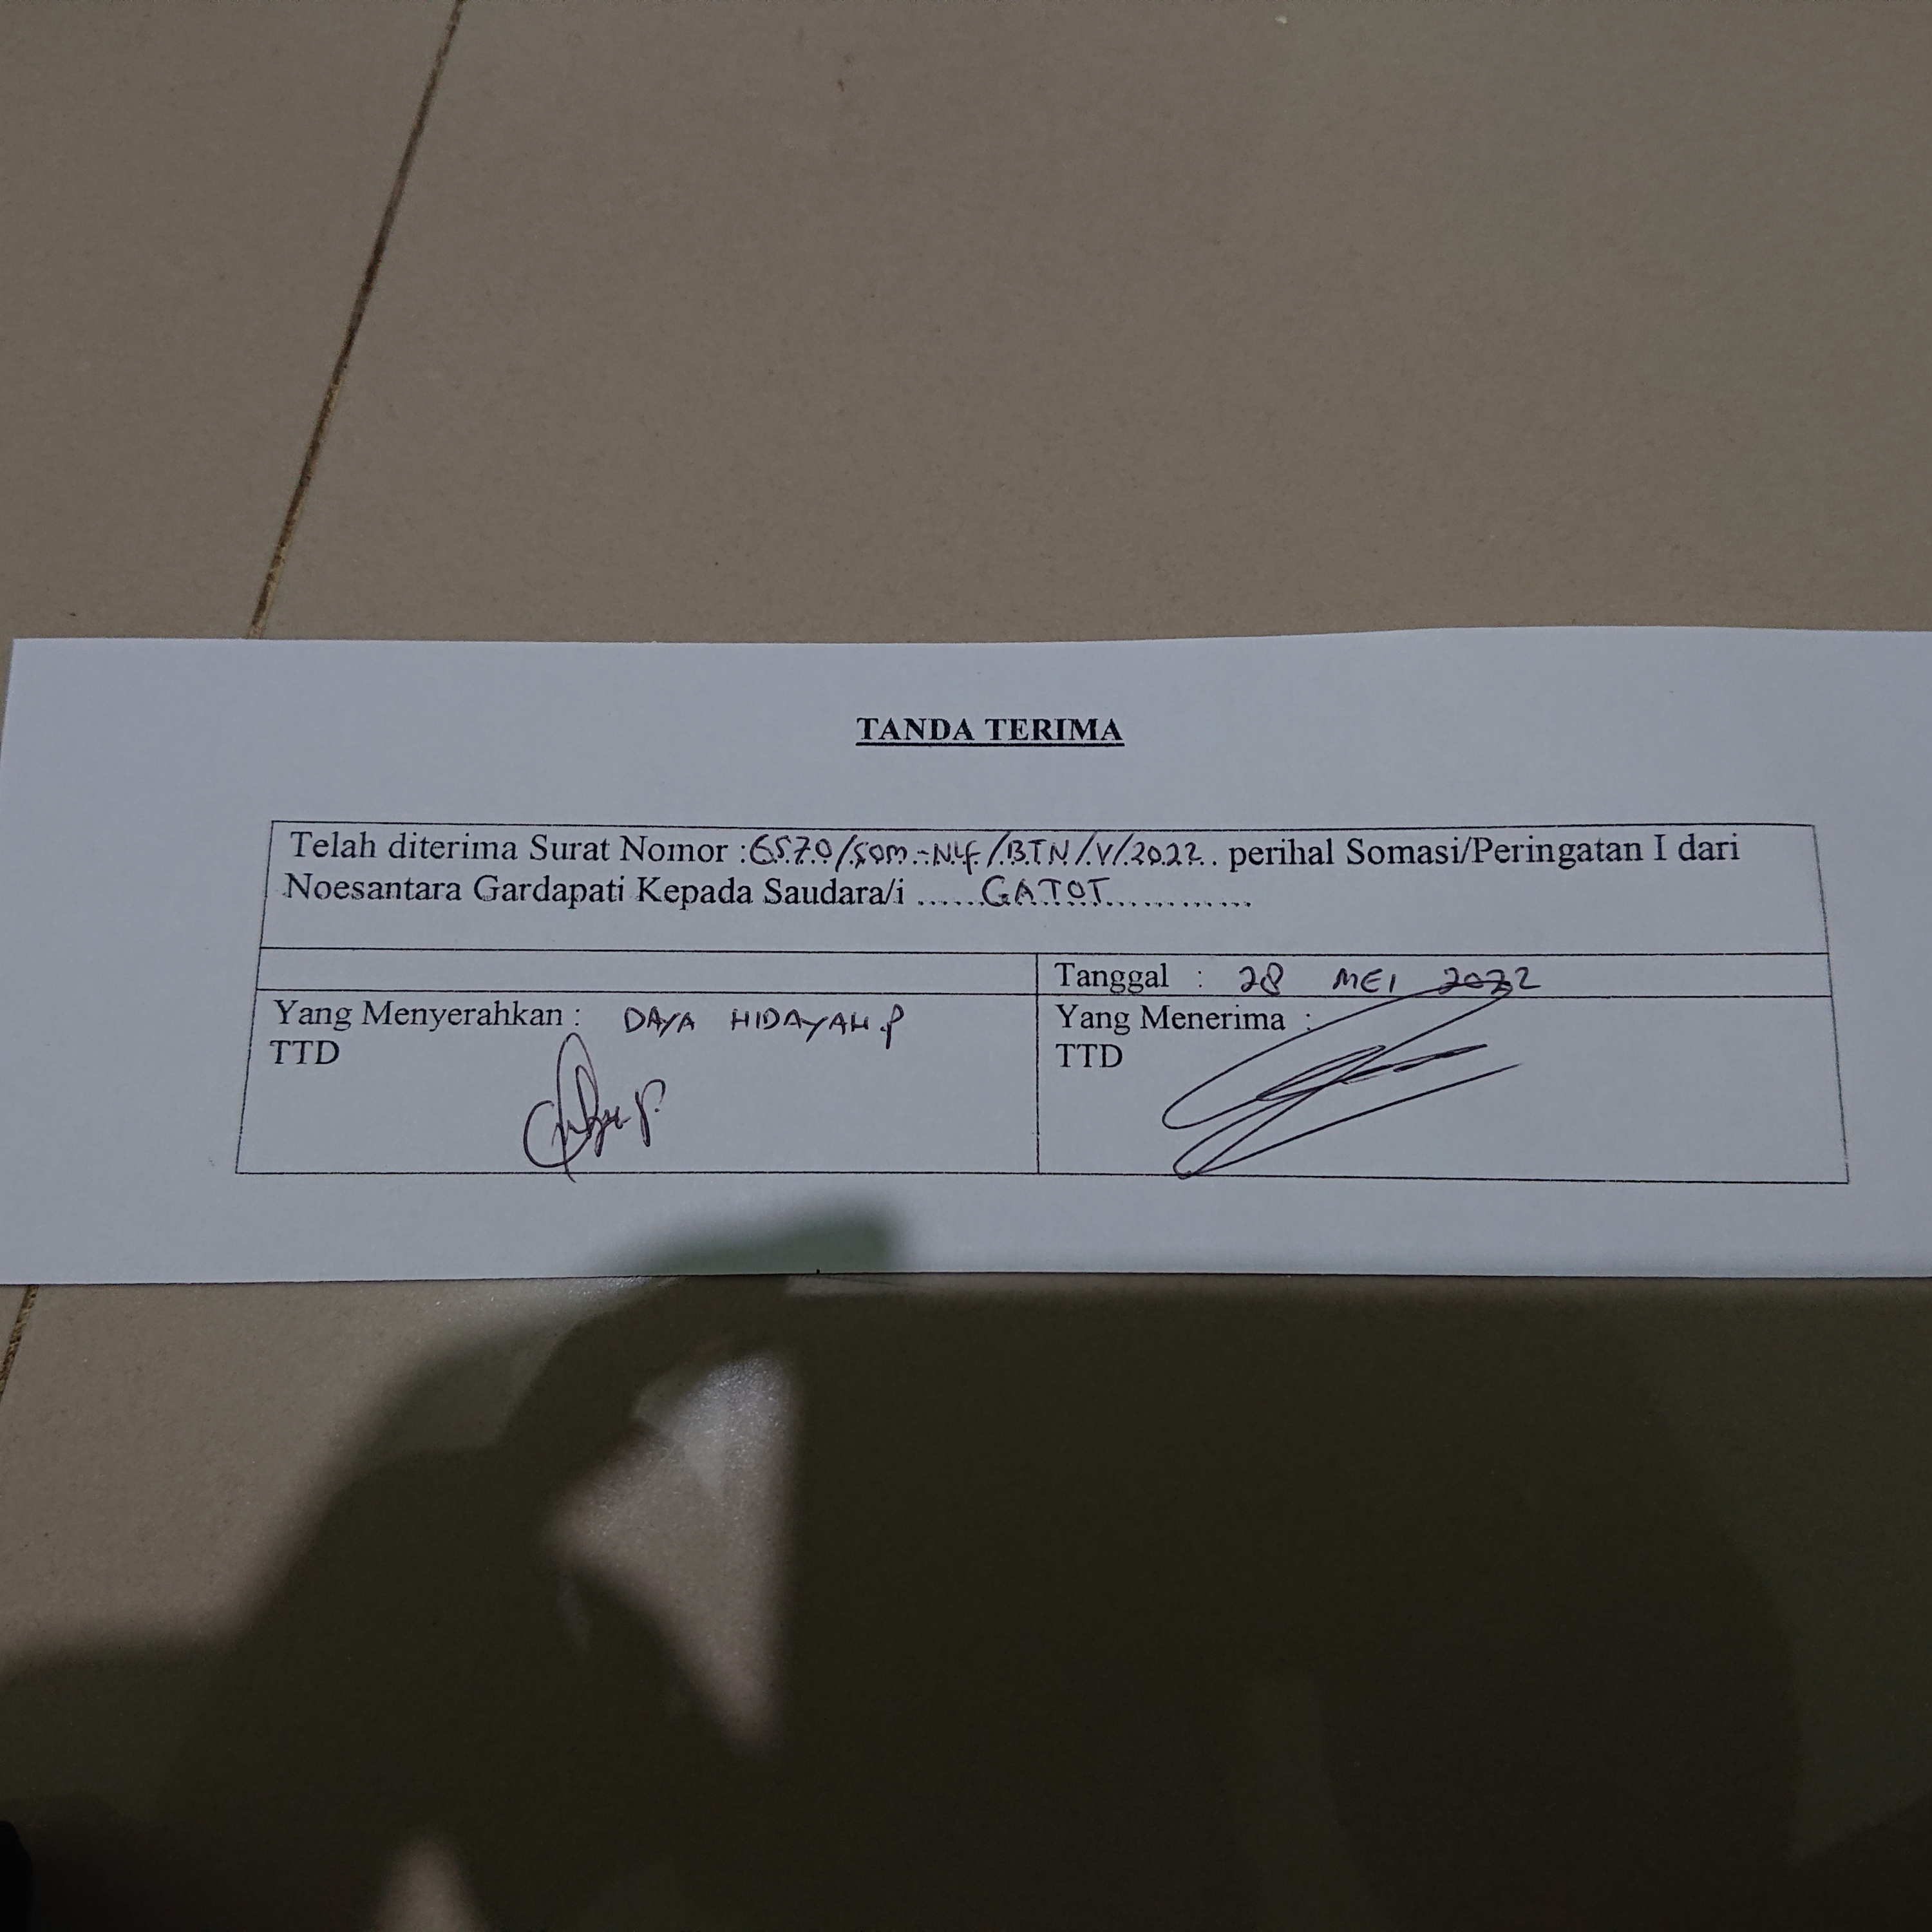 TANDA TERIMA
Telah diterima Surat Nomor : 6570/SOM-NLF/BTN/V/2022.. perihal Somasi/Peringatan I dari
Noesantara Gardapati Kepada Saudara/i ......GATOT............
Tanggal : 28 MEI 2022
Yang Menyerahkan : DAYA HIDAYAH.P
TTD
Yang Menerima :
TTD